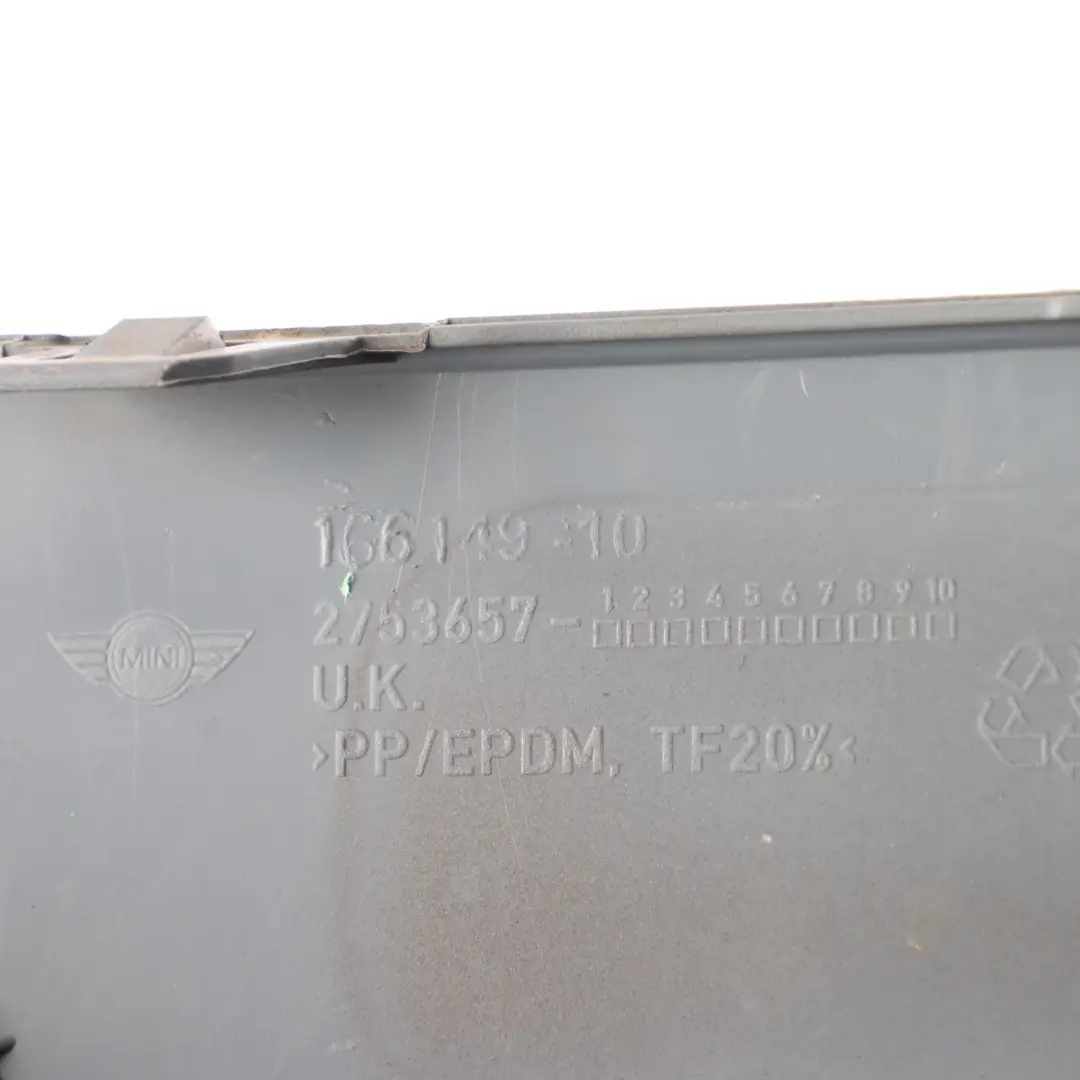 166149-10
2753657-
1 2 3 4 5 6 7 8 9 10
MINI
U.K.
>PP/EPDM, TF20%<